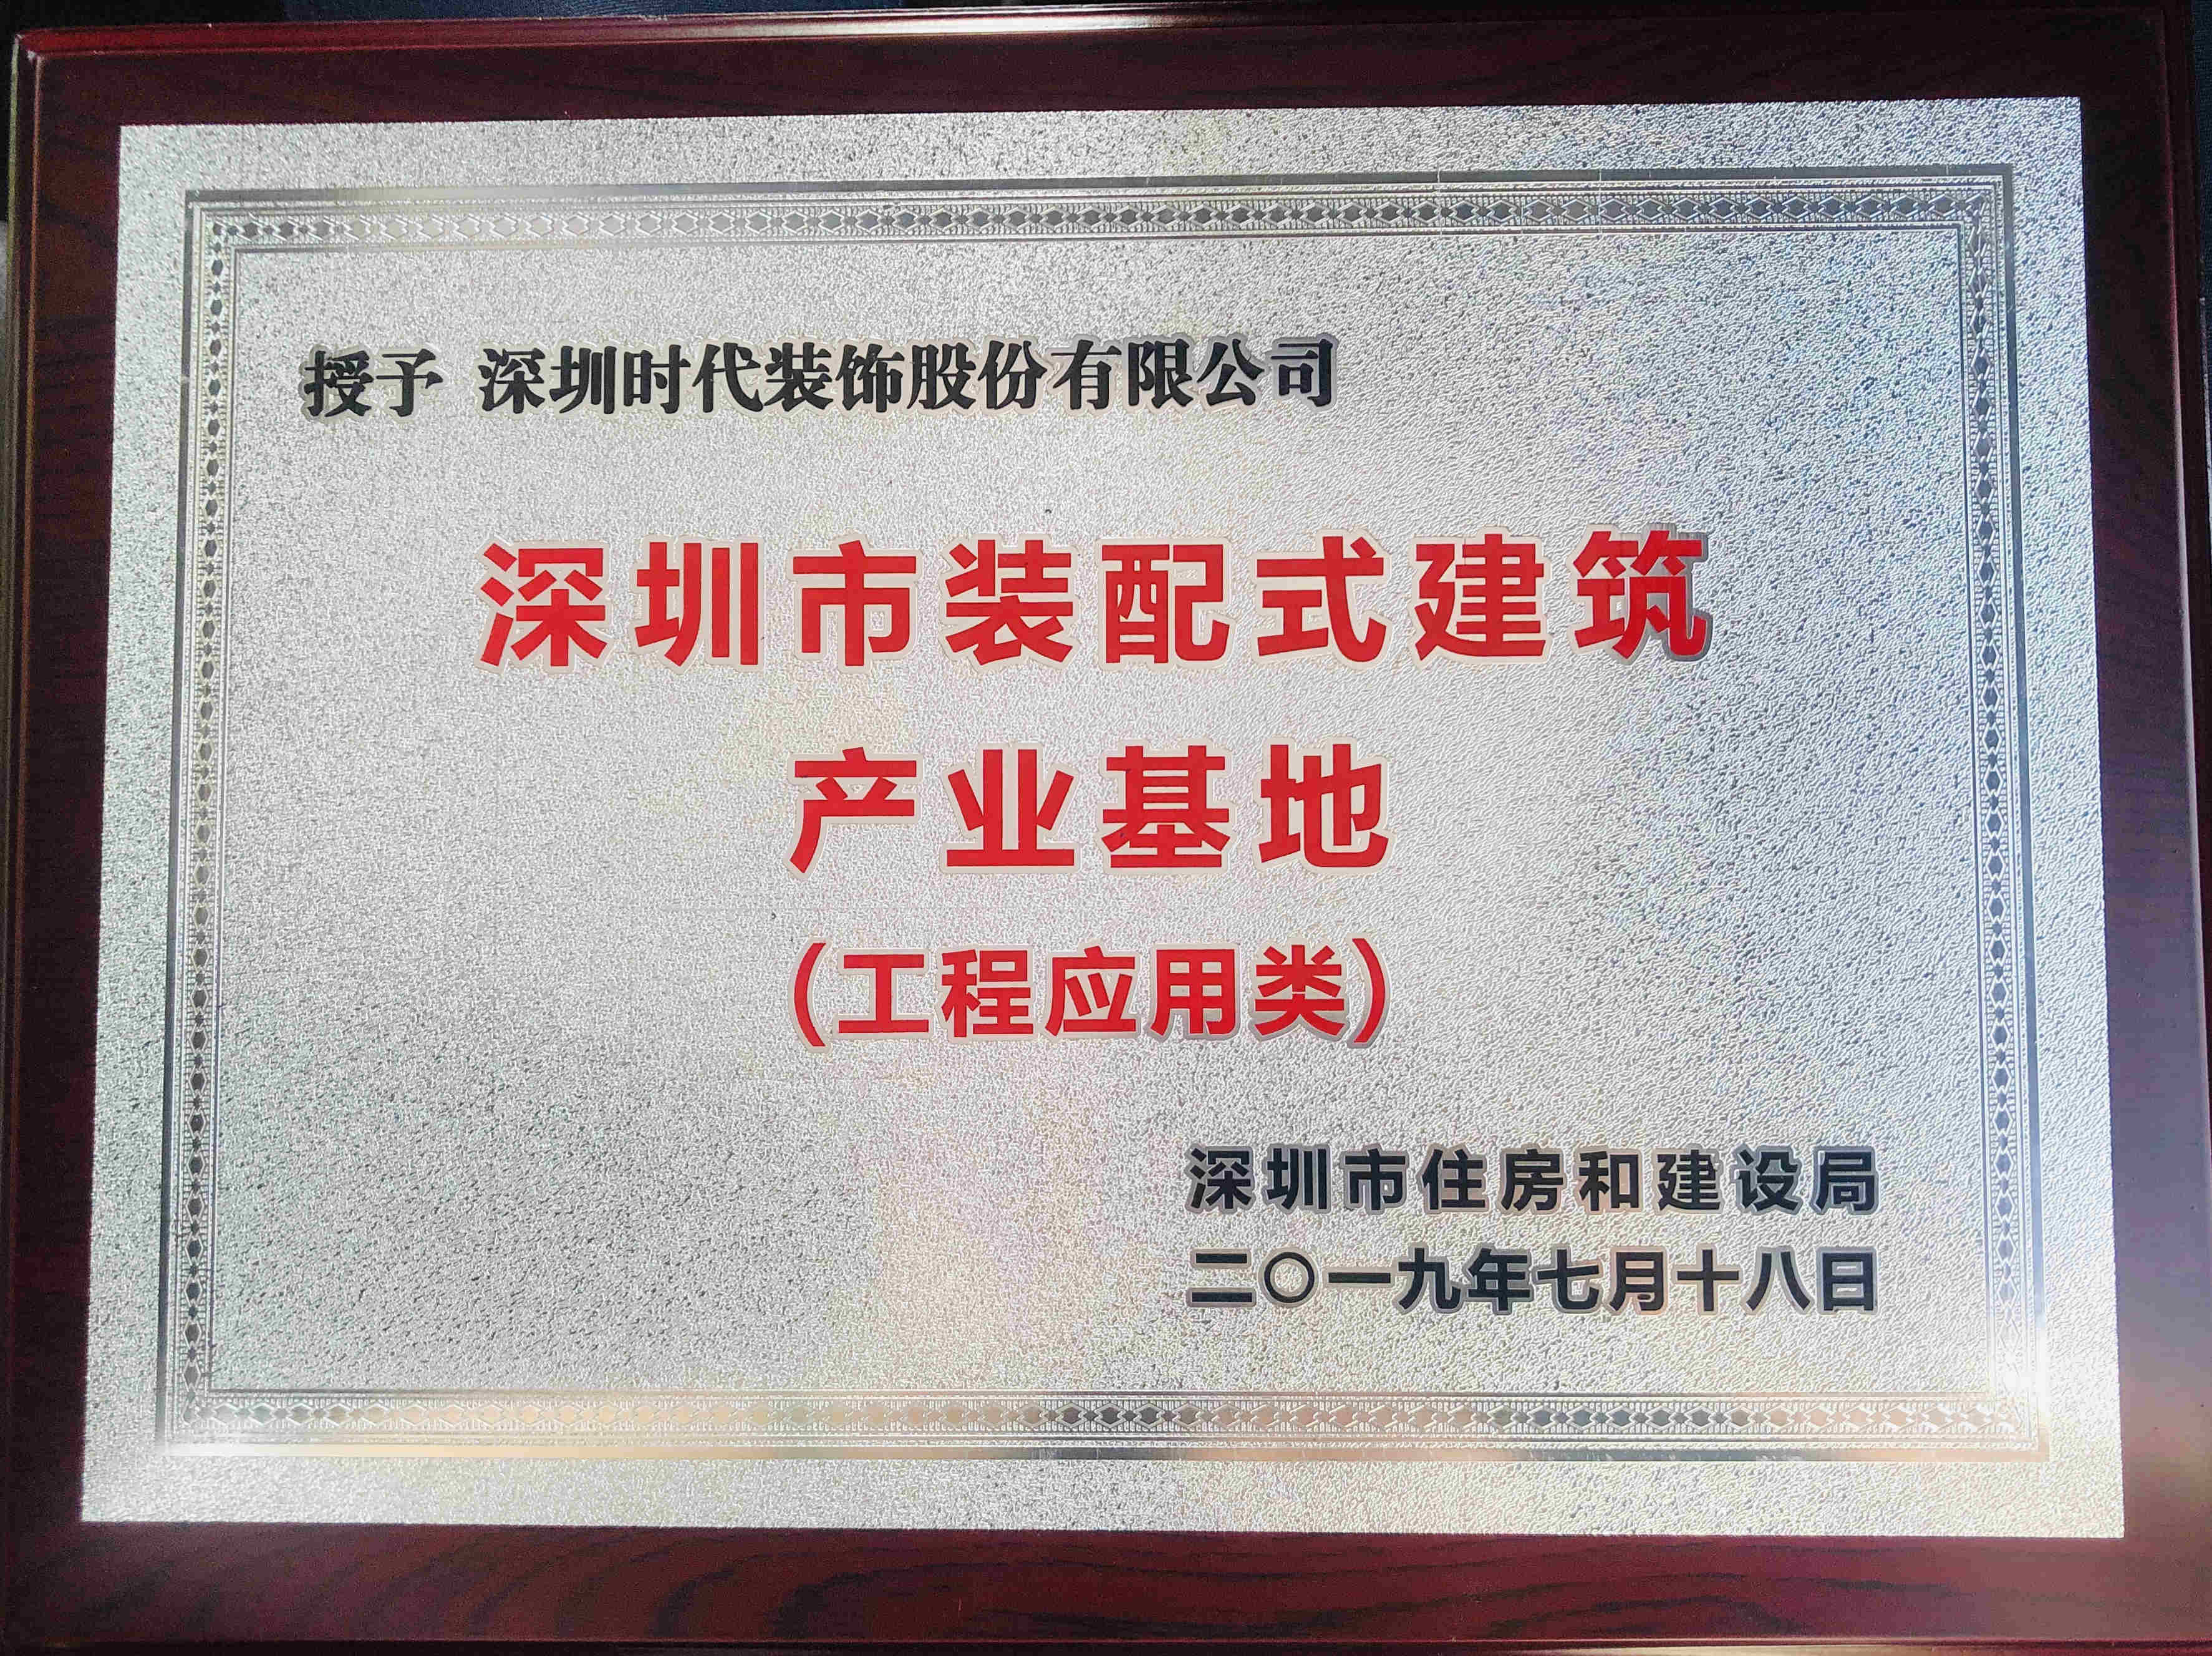 授予 深圳时代装饰股份有限公司
深圳市装配式建筑
产业基地
(工程应用类)
深圳市住房和建设局
二〇一九年七月十八日